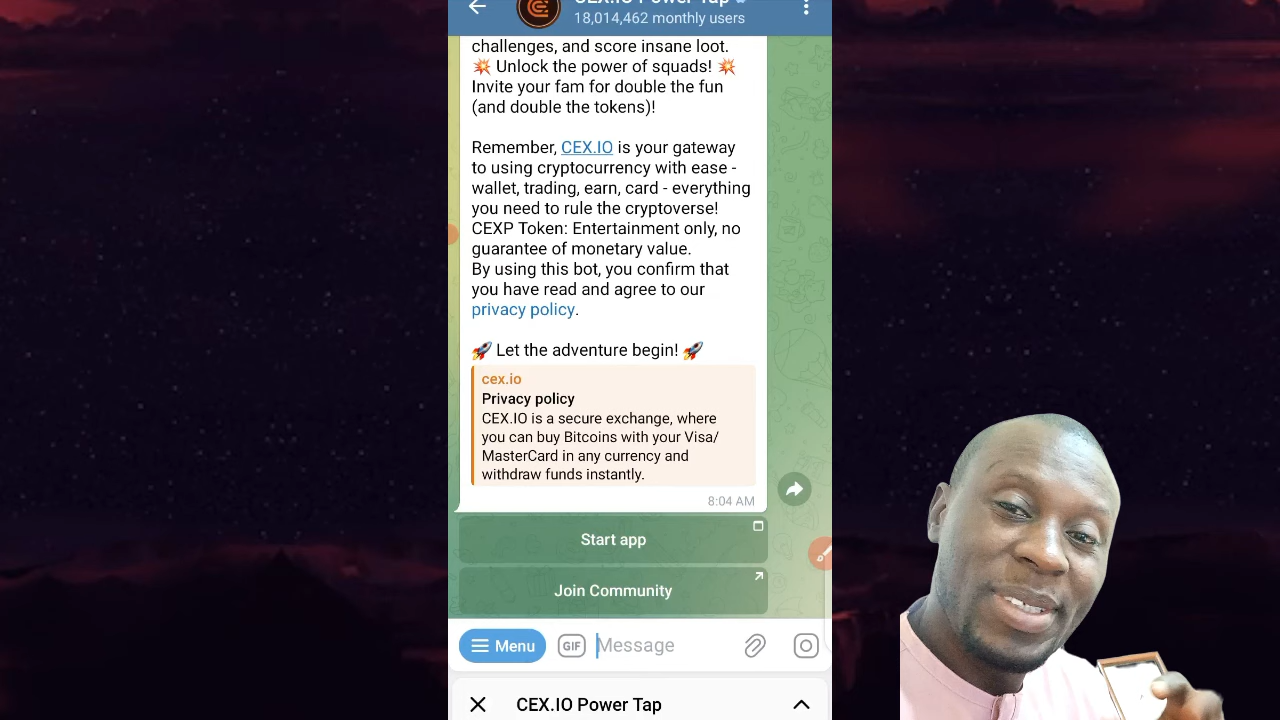 CEX.IO Power Tap
18,014,462 monthly users
challenges, and score insane loot.
💥 Unlock the power of squads! 💥
Invite your fam for double the fun
(and double the tokens)!
Remember, CEX.IO is your gateway
to using cryptocurrency with ease -
wallet, trading, earn, card - everything
you need to rule the cryptoverse!
CEXP Token: Entertainment only, no
guarantee of monetary value.
By using this bot, you confirm that
you have read and agree to our
privacy policy.
🚀 Let the adventure begin! 🚀
cex.io
Privacy policy
CEX.IO is a secure exchange, where
you can buy Bitcoins with your Visa/
MasterCard in any currency and
withdraw funds instantly.
8:04 AM
Start app
Join Community
Menu
GIF
Message
CEX.IO Power Tap